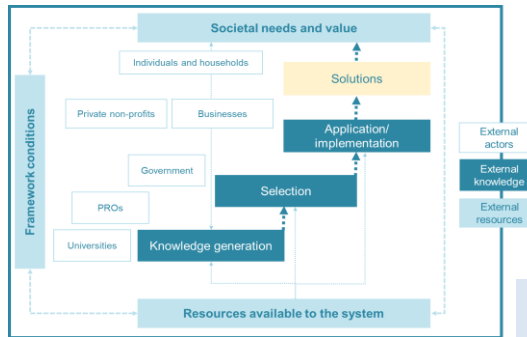 Societal needs and value
Individuals and households
Solutions
Private non-profits
Businesses
Application/
implementation
Framework conditions
External
actors
Government
External
knowledge
Selection
PROs
External
resources
Universities
Knowledge generation
Resources available to the system